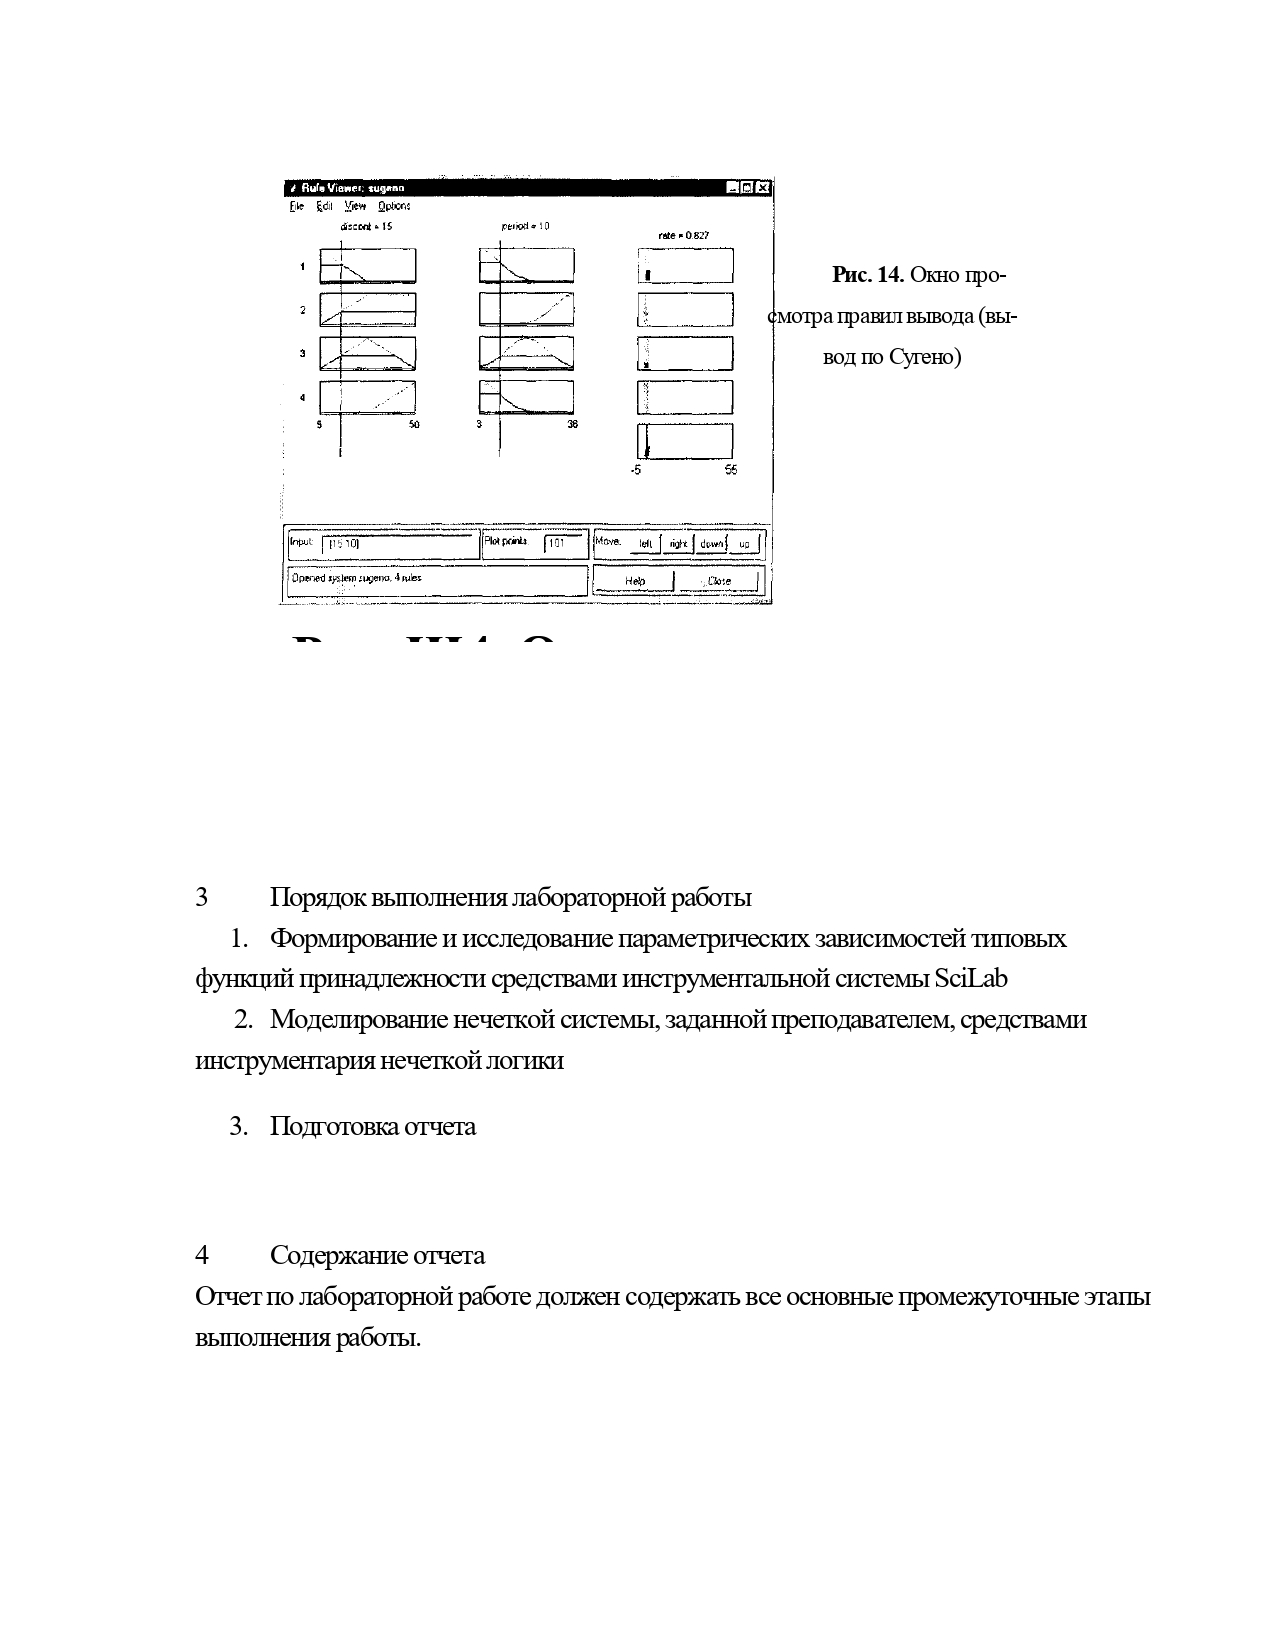 Rule Viewer: sugeno
File Edit View Options
discont = 15
period = 10
rate = 0.827
1
2
3
4
5 50
3 36
-5 55
Input: [15 10]
Plot points: 101
Move: left right down up
Opened system sugeno, 4 rules
Help Close
Рис. 14. Окно про-
смотра правил вывода (вы-
вод по Сугено)
3 Порядок выполнения лабораторной работы
1. Формирование и исследование параметрических зависимостей типовых
функций принадлежности средствами инструментальной системы SciLab
2. Моделирование нечеткой системы, заданной преподавателем, средствами
инструментария нечеткой логики
3. Подготовка отчета
4 Содержание отчета
Отчет по лабораторной работе должен содержать все основные промежуточные этапы
выполнения работы.